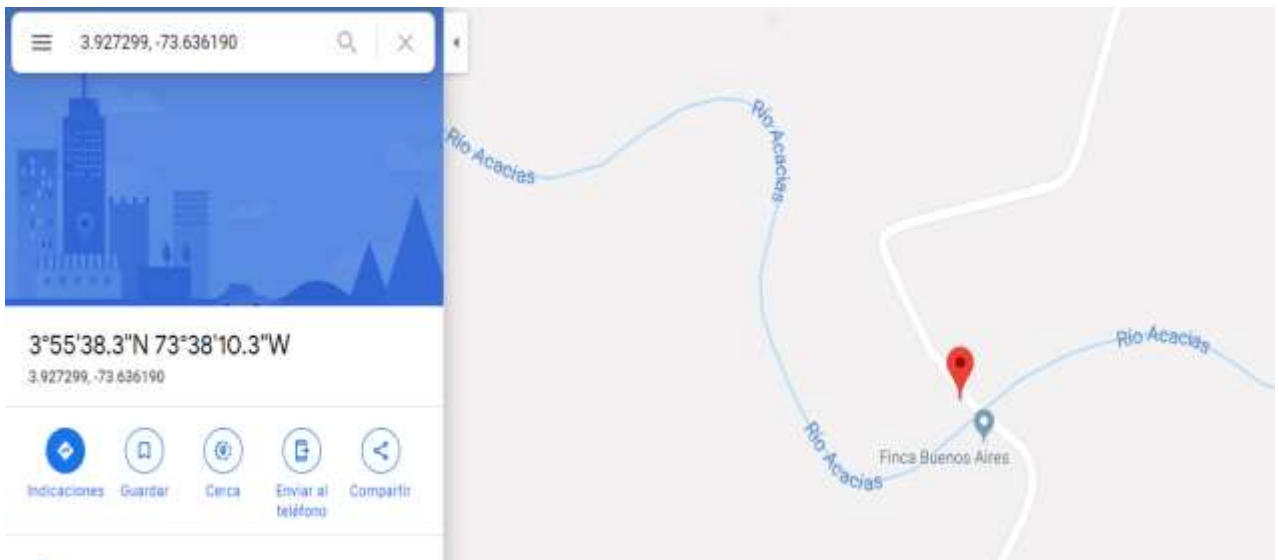 3.927299, -73.636190
3°55'38.3"N 73°38'10.3"W
3.927299, -73.636190
Indicaciones
Guardar
Cerca
Enviar al
teléfono
Compartir
Río Acacias
Río Acacias
Río Acacias
Río Acacias
Finca Buenos Aires